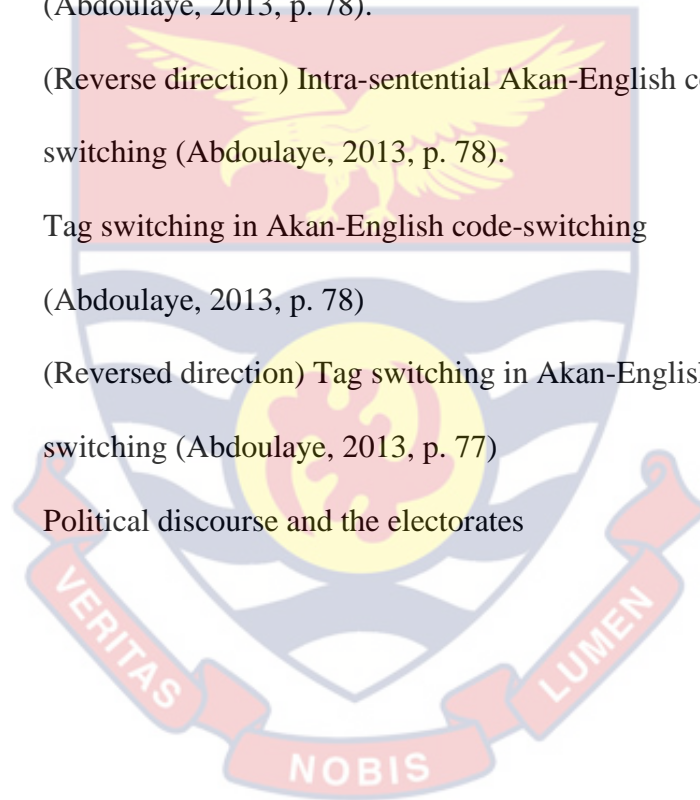 (Abdoulaye, 2013, p. 78).
(Reverse direction) Intra-sentential Akan-English
switching (Abdoulaye, 2013, p. 78).
Tag switching in Akan-English code-switching
(Abdoulaye, 2013, p. 78)
(Reversed direction) Tag switching in Akan-English
switching (Abdoulaye, 2013, p. 77)
Political discourse and the electorates
VERITAS
NOBIS
LUMEN